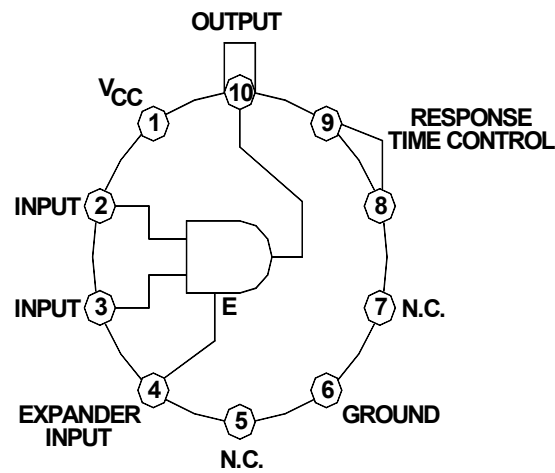 OUTPUT
VCC
10
1
9
RESPONSE
TIME CONTROL
INPUT 2
8
INPUT 3
E
7 N.C.
4
6
EXPANDER
INPUT
5
GROUND
N.C.